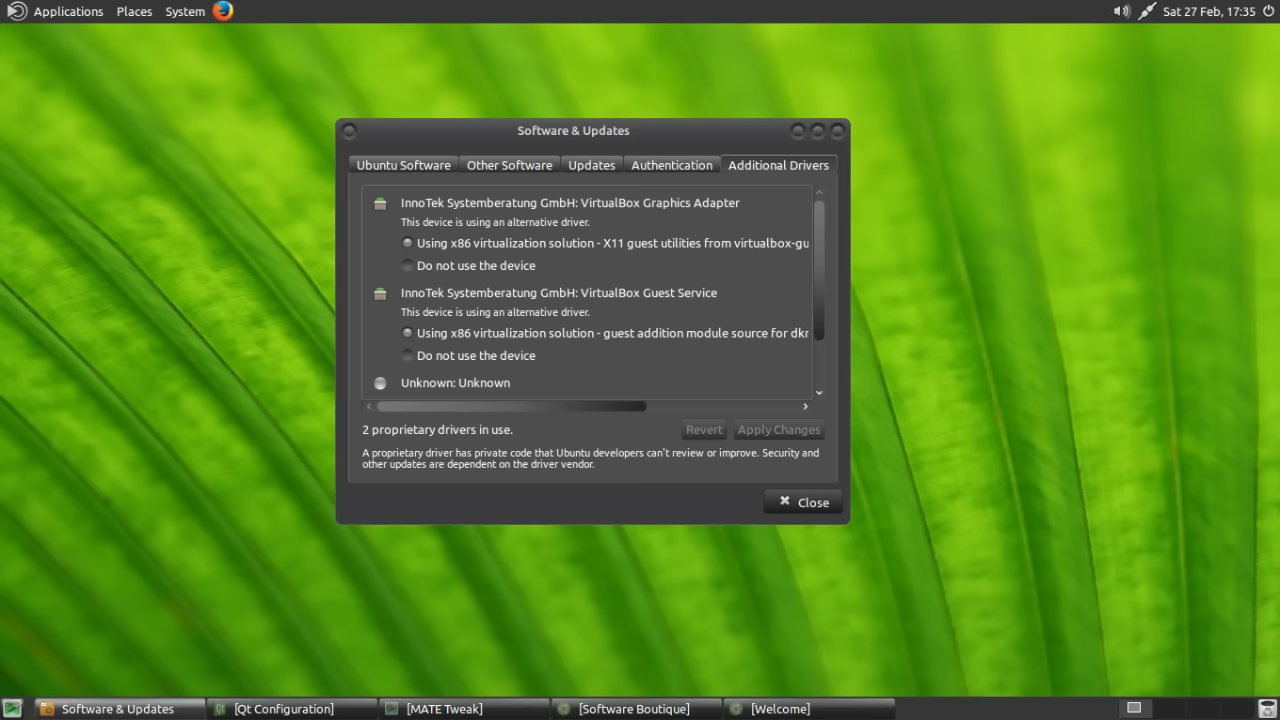 Applications Places System
Sat 27 Feb, 17:35
Software & Updates
Ubuntu Software Other Software Updates Authentication Additional Drivers
InnoTek Systemberatung GmbH: VirtualBox Graphics Adapter
This device is using an alternative driver.
Using x86 virtualization solution - X11 guest utilities from virtualbox-gu
Do not use the device
InnoTek Systemberatung GmbH: VirtualBox Guest Service
This device is using an alternative driver.
Using x86 virtualization solution - guest addition module source for dkr
Do not use the device
Unknown: Unknown
2 proprietary drivers in use.
Revert Apply Changes
A proprietary driver has private code that Ubuntu developers can't review or improve. Security and
other updates are dependent on the driver vendor.
Close
Software & Updates [Qt Configuration] [MATE Tweak] [Software Boutique] [Welcome]